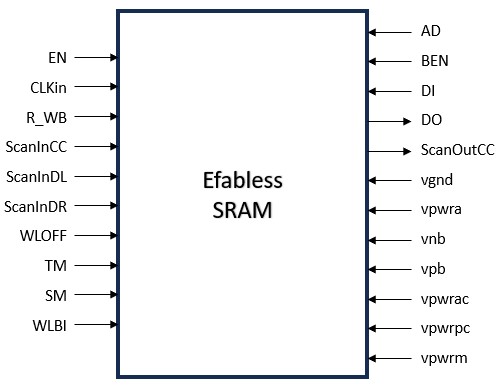 EN
CLKin
R_WB
ScanInCC
ScanInDL
ScanInDR
WLOFF
TM
SM
WLBI
Efabless
SRAM
AD
BEN
DI
DO
ScanOutCC
vgnd
vpwra
vnb
vpb
vpwrac
vpwrpc
vpwrm